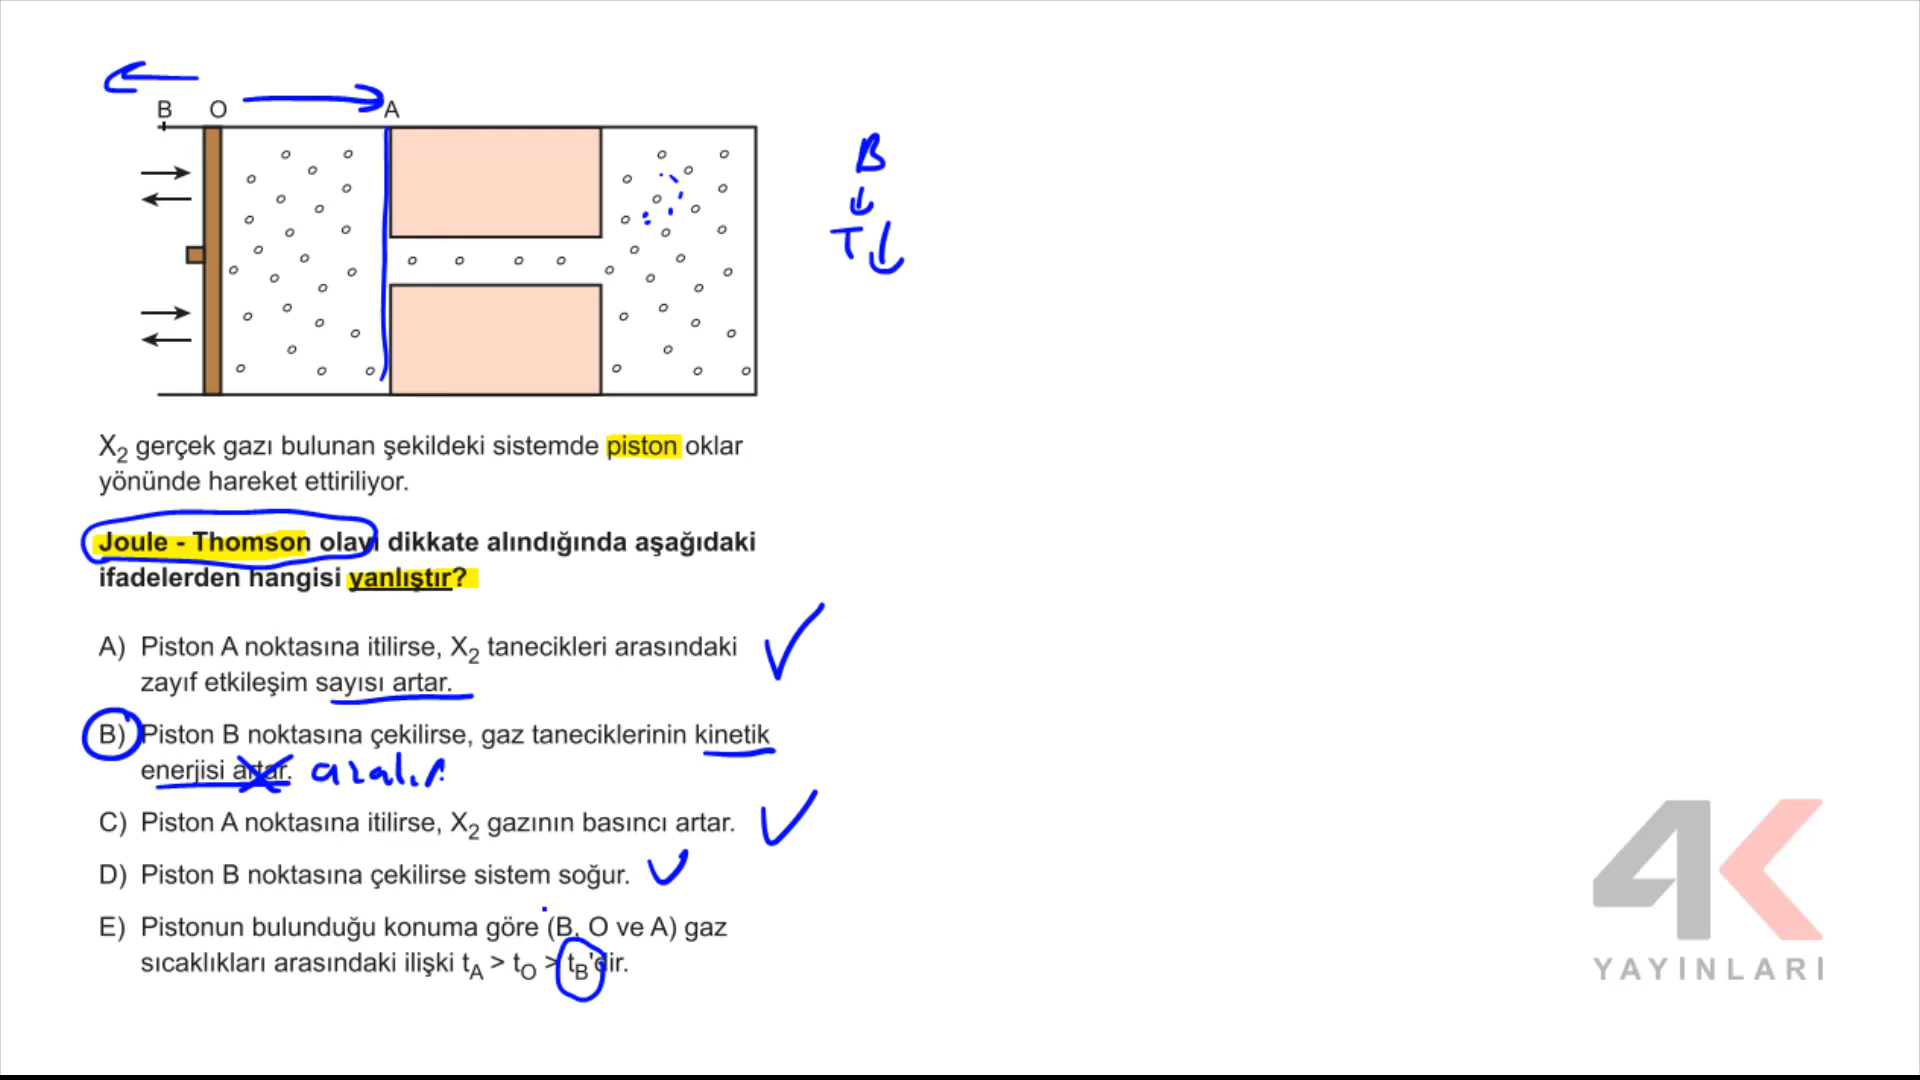 B O A
B
↓
T↓
X₂ gerçek gazı bulunan şekildeki sistemde piston oklar
yönünde hareket ettiriliyor.
Joule - Thomson olayı dikkate alındığında aşağıdaki
ifadelerden hangisi yanlıştır?
A) Piston A noktasına itilirse, X₂ tanecikleri arasındaki
zayıf etkileşim sayısı artar.
B) Piston B noktasına çekilirse, gaz taneciklerinin kinetik
enerjisi artar. azalır
C) Piston A noktasına itilirse, X₂ gazının basıncı artar.
D) Piston B noktasına çekilirse sistem soğur.
E) Pistonun bulunduğu konuma göre (B, O ve A) gaz
sıcaklıkları arasındaki ilişki tA > tO > tB'dir.
4K
YAYINLARI